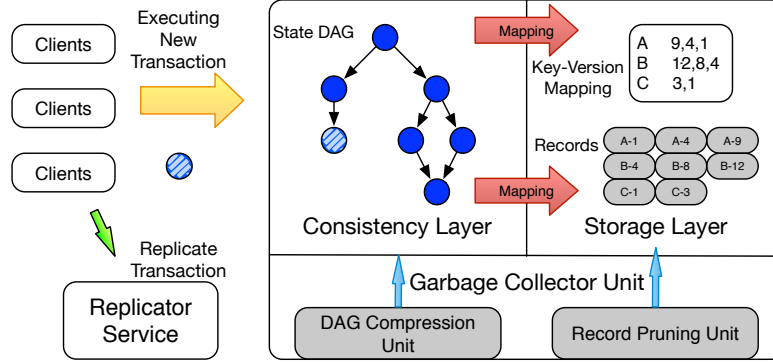 Clients
Clients
Clients
Executing
New
Transaction
Replicate
Transaction
Replicator
Service
State DAG
Mapping
Mapping
Consistency Layer
Key-Version
Mapping
A 9,4,1
B 12,8,4
C 3,1
Records
A-1 A-4 A-9
B-4 B-8 B-12
C-1 C-3
Storage Layer
Garbage Collector Unit
DAG Compression
Unit
Record Pruning Unit